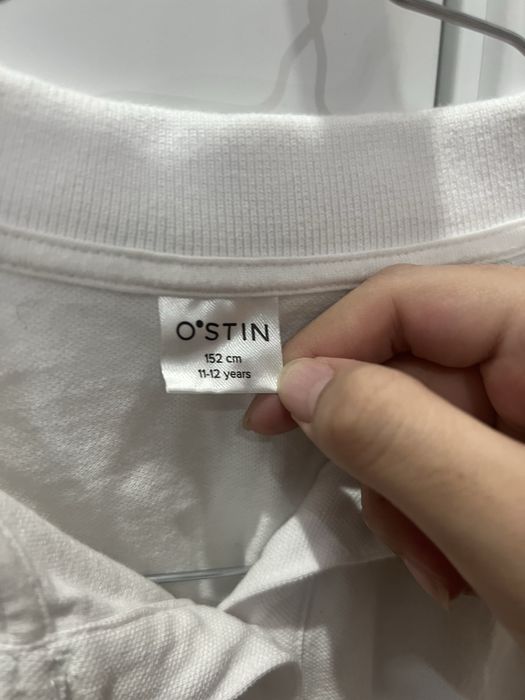 O'STIN
152 cm
11-12 years